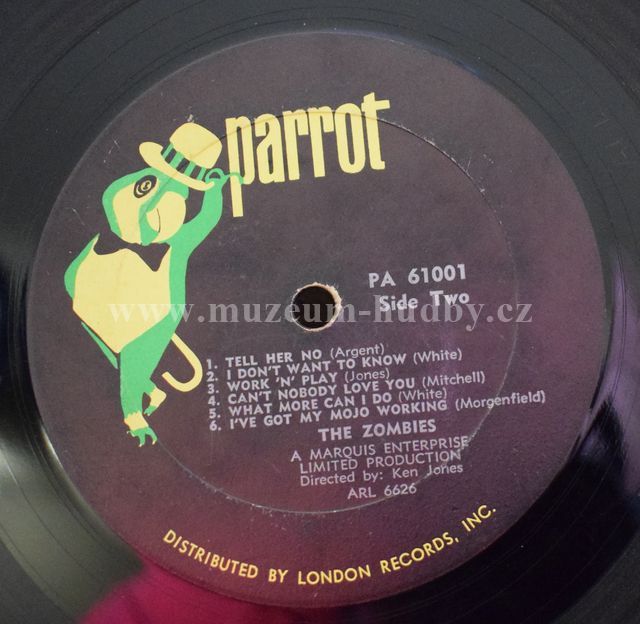 parrot
PA 61001
Side Two
www.muzeum-hudby.cz
1. TELL HER NO (Argent)
2. I DON'T WANT TO KNOW (White)
3. WORK 'N' PLAY (Jones)
4. CAN'T NOBODY LOVE YOU (Mitchell)
5. WHAT MORE CAN I DO (White)
6. I'VE GOT MY MOJO WORKING (Morgenfield)
THE ZOMBIES
A MARQUIS ENTERPRISE
LIMITED PRODUCTION
Directed by: Ken Jones
ARL 6626
DISTRIBUTED BY LONDON RECORDS, INC.